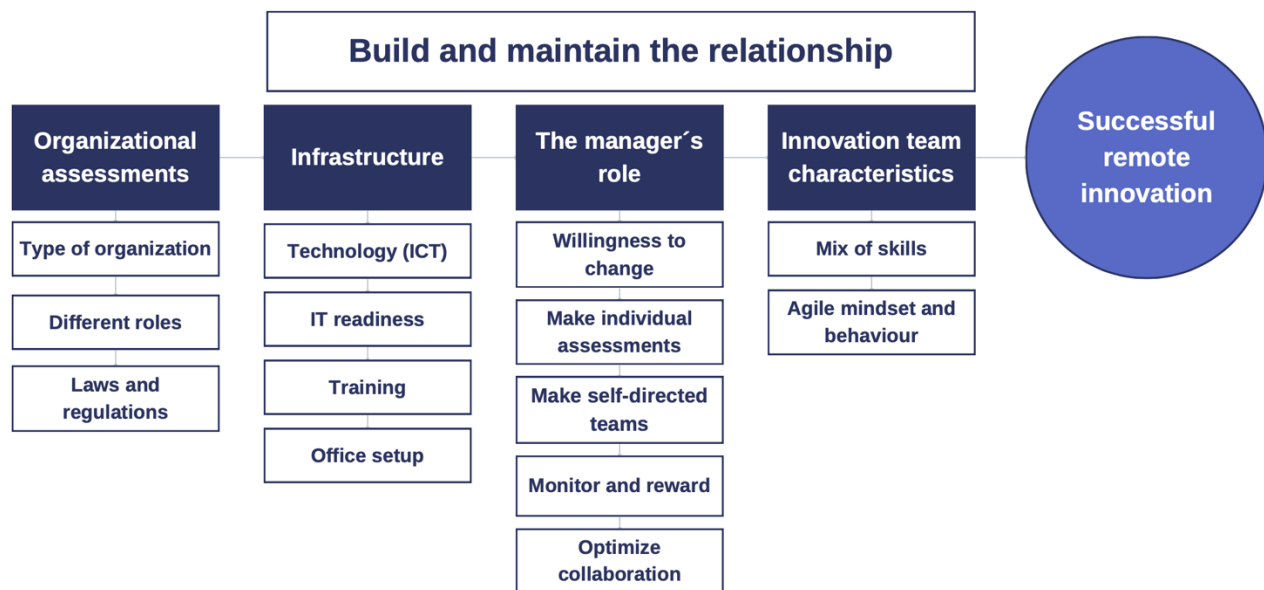 Build and maintain the relationship
Organizational
assessments
Infrastructure
The manager´s
role
Innovation team
characteristics
Successful
remote
innovation
Type of organization
Different roles
Laws and
regulations
Technology (ICT)
IT readiness
Training
Office setup
Willingness to
change
Make individual
assessments
Make self-directed
teams
Monitor and reward
Optimize
collaboration
Mix of skills
Agile mindset and
behaviour